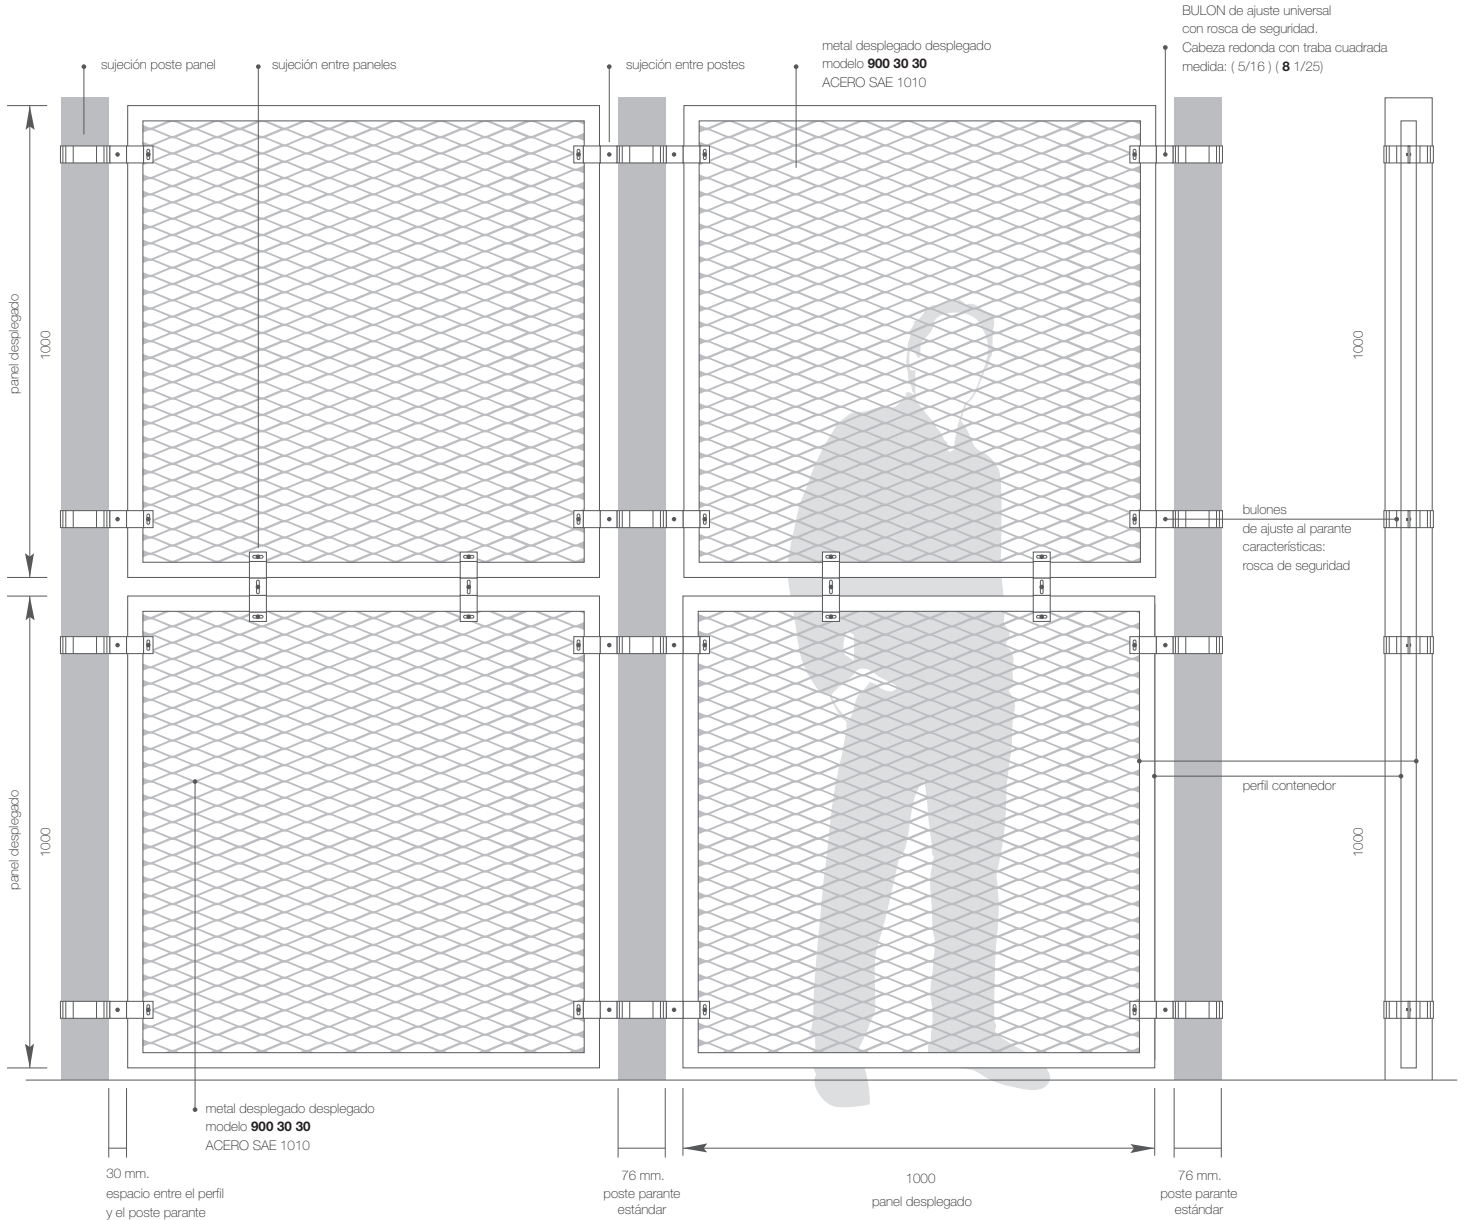 BULON de ajuste universal
con rosca de seguridad.
Cabeza redonda con traba cuadrada
medida: ( 5/16 ) ( 8 1/25)
sujeción poste panel
sujeción entre paneles
sujeción entre postes
metal desplegado desplegado
modelo 900 30 30
ACERO SAE 1010
panel desplegado
1000
1000
bulones
de ajuste al parante
características:
rosca de seguridad
perfil contenedor
panel desplegado
1000
1000
metal desplegado desplegado
modelo 900 30 30
ACERO SAE 1010
30 mm.
espacio entre el perfil
y el poste parante
76 mm.
poste parante
estándar
1000
panel desplegado
76 mm.
poste parante
estándar